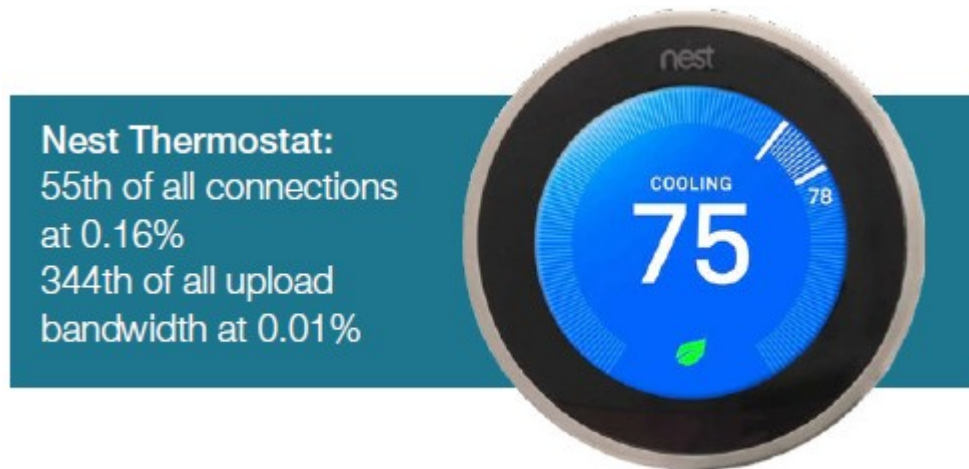 Nest Thermostat:
55th of all connections
at 0.16%
344th of all upload
bandwidth at 0.01%
nest
COOLING
75
78